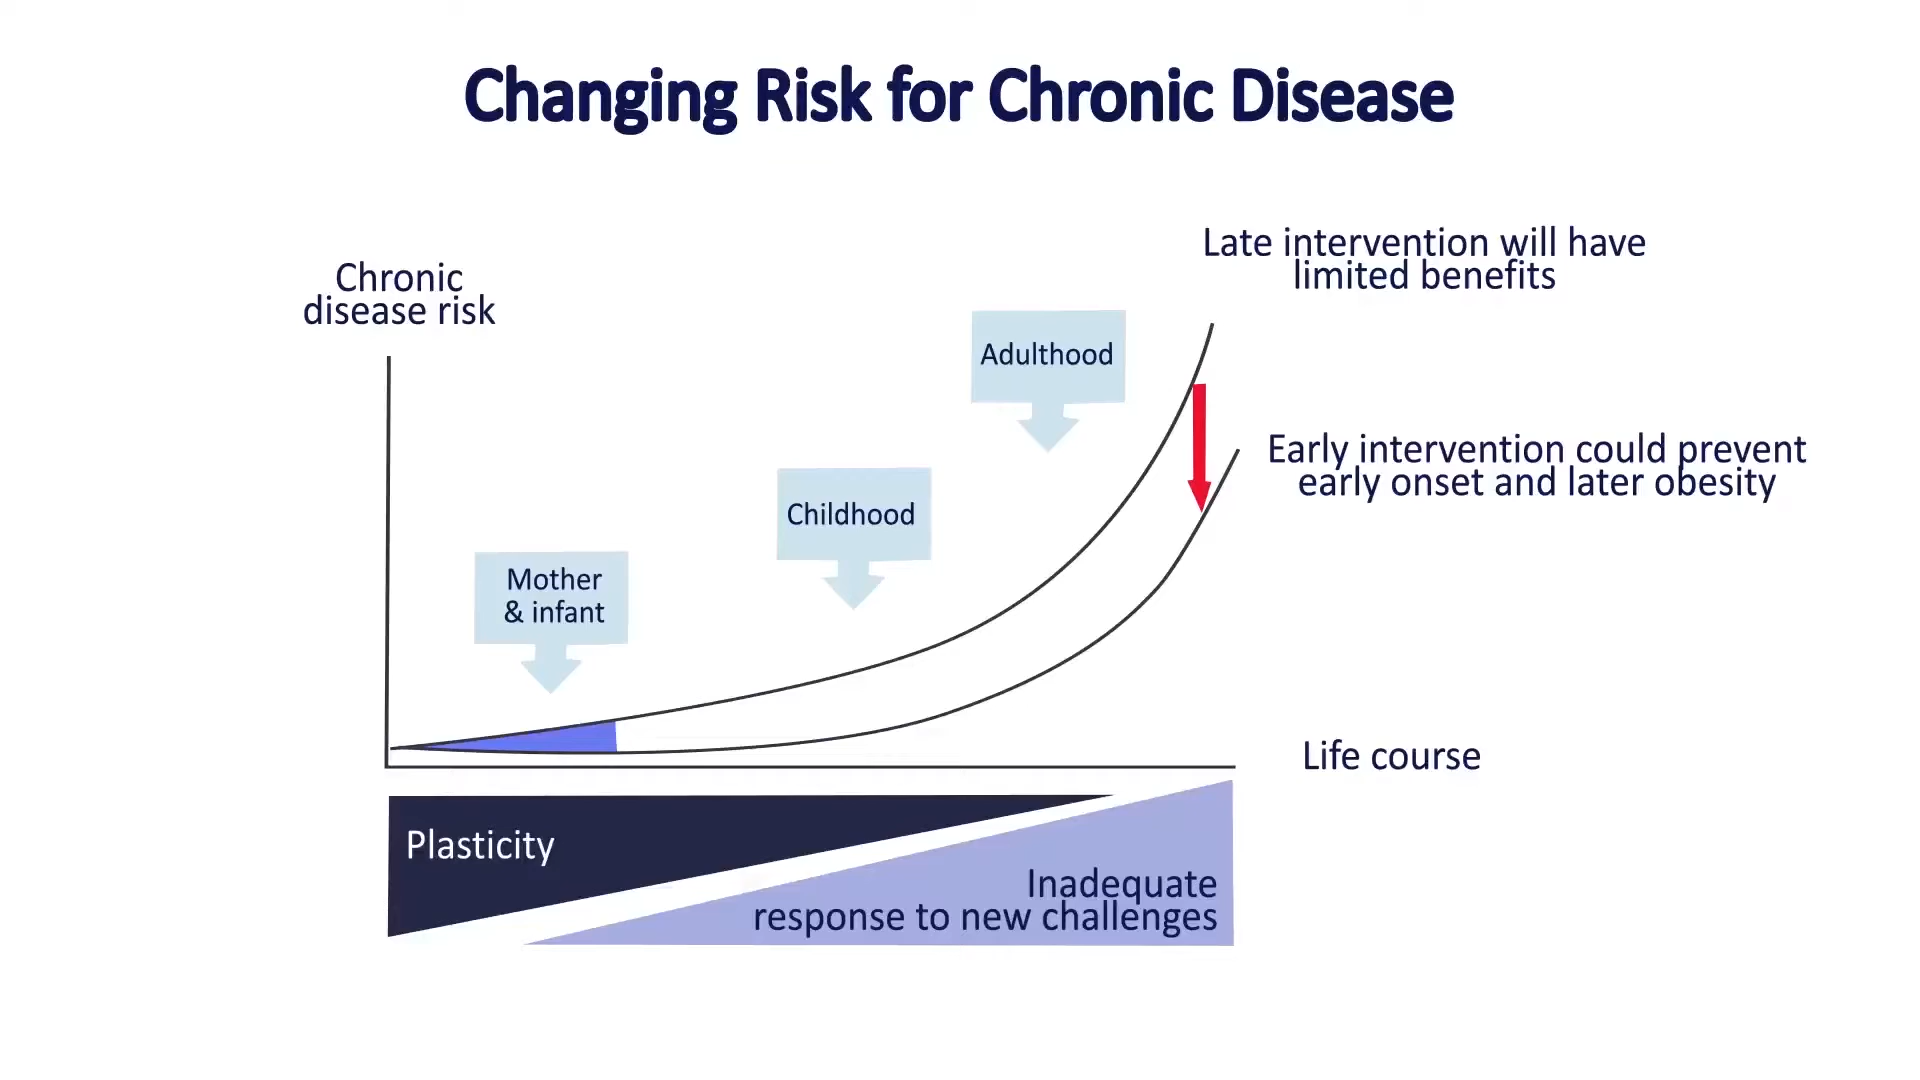 Changing Risk for Chronic Disease
Late intervention will have
limited benefits
Chronic
disease risk
Adulthood
Early intervention could prevent
early onset and later obesity
Childhood
Mother
& infant
Life course
Plasticity
Inadequate
response to new challenges